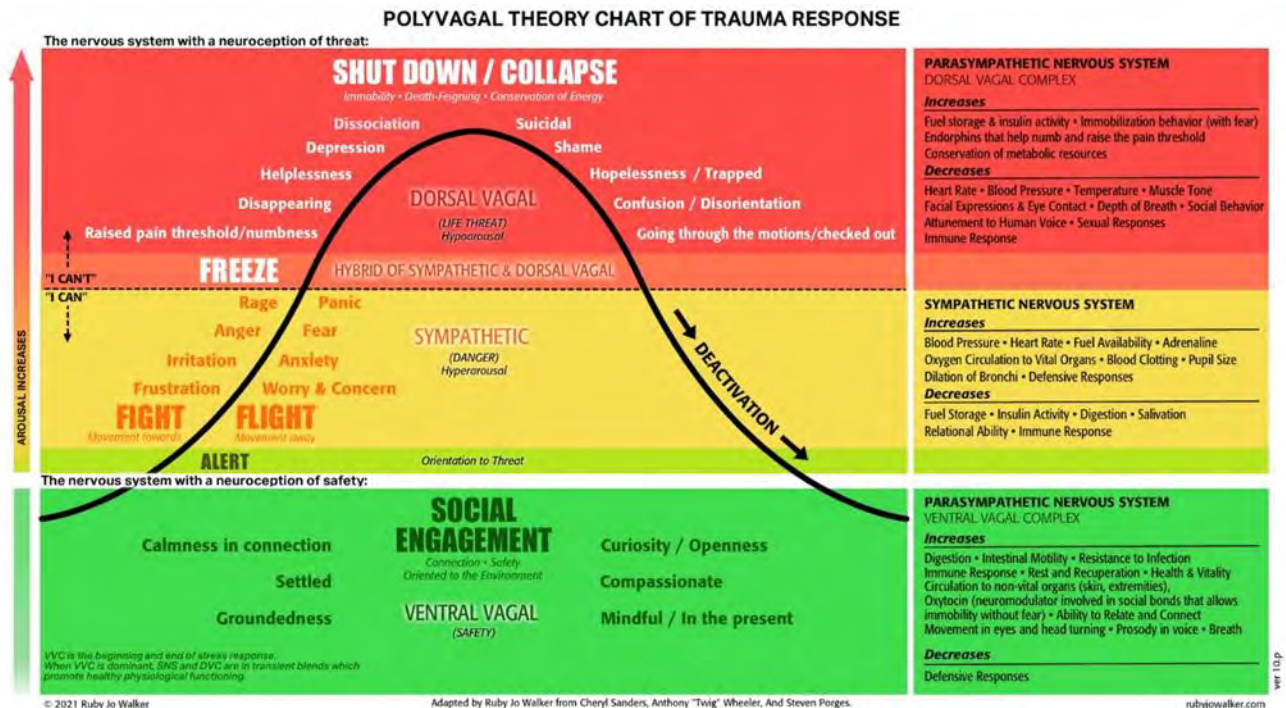 POLYVAGAL THEORY CHART OF TRAUMA RESPONSE
The nervous system with a neuroception of threat:
SHUT DOWN / COLLAPSE
Immobility • Death-Feigning • Conservation of Energy
Dissociation
Suicidal
Depression
Shame
Helplessness
Hopelessness / Trapped
Disappearing
DORSAL VAGAL
(LIFE THREAT)
Hypoarousal
Confusion / Disorientation
Raised pain threshold/numbness
Going through the motions/checked out
"I CAN'T"
FREEZE
HYBRID OF SYMPATHETIC & DORSAL VAGAL
"I CAN"
Rage
Panic
Anger
Fear
SYMPATHETIC
(DANGER)
Hyperarousal
Irritation
Anxiety
Frustration
Worry & Concern
FIGHT
Movement towards
FLIGHT
Movement away
DEACTIVATION
ALERT
Orientation to Threat
AROUSAL INCREASES
The nervous system with a neuroception of safety:
SOCIAL
ENGAGEMENT
Connection • Safety
Oriented to the Environment
Calmness in connection
Curiosity / Openness
Settled
Compassionate
Groundedness
VENTRAL VAGAL
(SAFETY)
Mindful / In the present
VVC is the beginning and end of stress response.
When VVC is dominant, SNS and DVC are in transient blends which
promote healthy physiological functioning.
PARASYMPATHETIC NERVOUS SYSTEM
DORSAL VAGAL COMPLEX
Increases
Fuel storage & insulin activity • Immobilization behavior (with fear)
Endorphins that help numb and raise the pain threshold
Conservation of metabolic resources
Decreases
Heart Rate • Blood Pressure • Temperature • Muscle Tone
Facial Expressions & Eye Contact • Depth of Breath • Social Behavior
Attunement to Human Voice • Sexual Responses
Immune Response
SYMPATHETIC NERVOUS SYSTEM
Increases
Blood Pressure • Heart Rate • Fuel Availability • Adrenaline
Oxygen Circulation to Vital Organs • Blood Clotting • Pupil Size
Dilation of Bronchi • Defensive Responses
Decreases
Fuel Storage • Insulin Activity • Digestion • Salivation
Relational Ability • Immune Response
PARASYMPATHETIC NERVOUS SYSTEM
VENTRAL VAGAL COMPLEX
Increases
Digestion • Intestinal Motility • Resistance to Infection
Immune Response • Rest and Recuperation • Health & Vitality
Circulation to non-vital organs (skin, extremities),
Oxytocin (neuromodulator involved in social bonds that allows
immobility without fear) • Ability to Relate and Connect
Movement in eyes and head turning • Prosody in voice • Breath
Decreases
Defensive Responses
ver 10.p
© 2021 Ruby Jo Walker
Adapted by Ruby Jo Walker from Cheryl Sanders, Anthony "Twig" Wheeler, And Steven Porges.
rubyjowalker.com